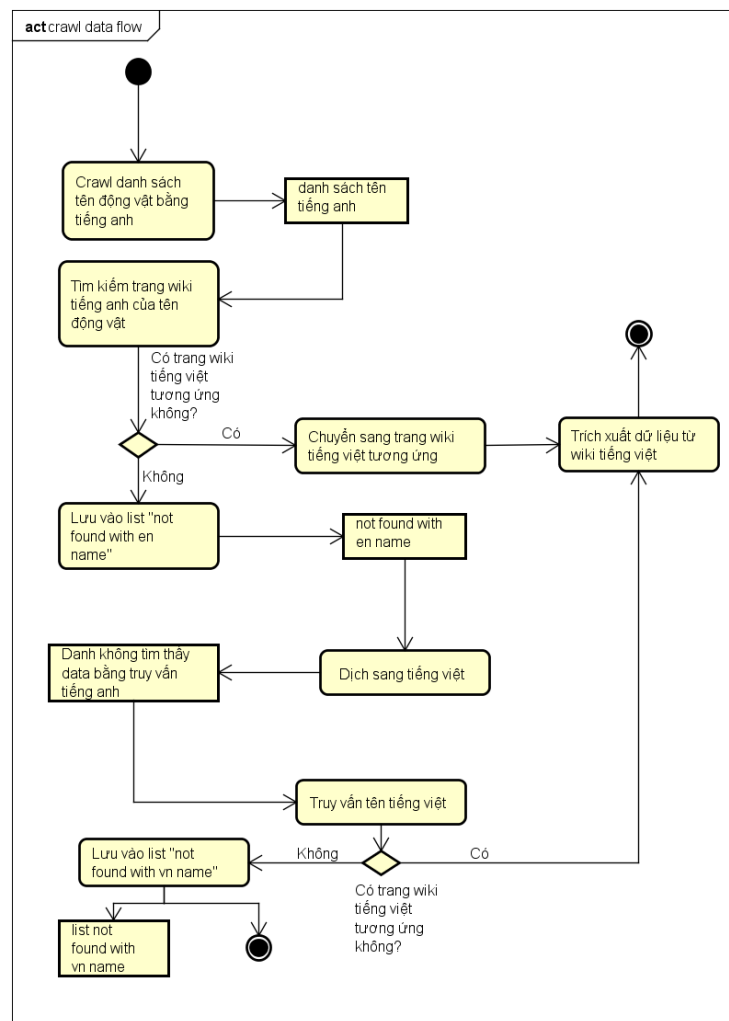 act crawl data flow
Crawl danh sách
tên động vật bằng
tiếng anh
danh sách tên
tiếng anh
Tìm kiếm trang wiki
tiếng anh của tên
động vật
Có trang wiki
tiếng việt
tương ứng
không?
Có
Chuyển sang trang wiki
tiếng việt tương ứng
Trích xuất dữ liệu từ
wiki tiếng việt
Không
Lưu vào list "not
found with en
name"
not found with
en name
Danh không tìm thấy
data bằng truy vấn
tiếng anh
Dịch sang tiếng việt
Truy vấn tên tiếng việt
Lưu vào list "not
found with vn name"
Không
Có
Có trang wiki
tiếng việt
tương ứng
không?
list not
found with
vn name